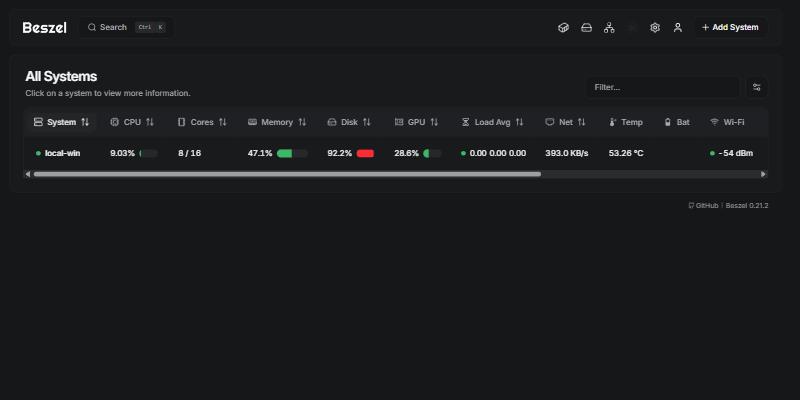 Beszel Search Ctrl K + Add System
All Systems
Click on a system to view more information.
Filter...
System CPU Cores Memory Disk GPU Load Avg Net Temp Bat Wi-Fi
local-win 9.03% 8 / 16 47.1% 92.2% 28.6% 0.00 0.00 0.00 393.0 KB/s 53.26 °C -54 dBm
GitHub | Beszel 0.21.2